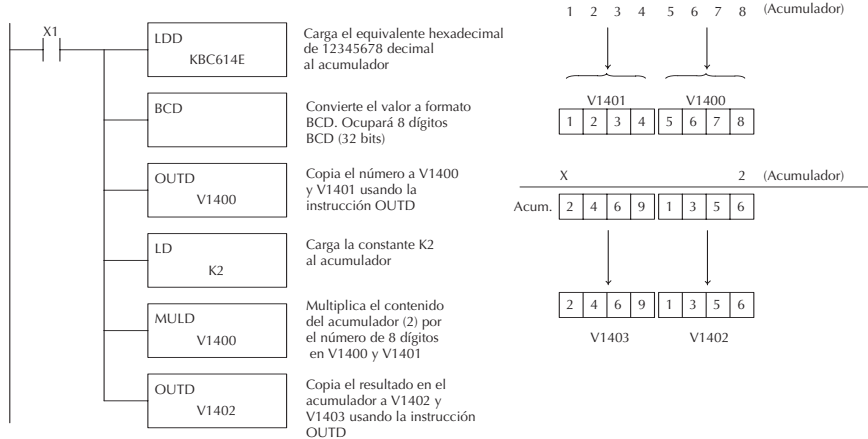 X1
LDD
KBC614E
Carga el equivalente hexadecimal
de 12345678 decimal
al acumulador
BCD
Convierte el valor a formato
BCD. Ocupará 8 dígitos
BCD (32 bits)
OUTD
V1400
Copia el número a V1400
y V1401 usando la
instrucción OUTD
LD
K2
Carga la constante K2
al acumulador
MULD
V1400
Multiplica el contenido
del acumulador (2) por
el número de 8 dígitos
en V1400 y V1401
OUTD
V1402
Copia el resultado en el
acumulador a V1402 y
V1403 usando la instrucción
OUTD
1 2 3 4 5 6 7 8 (Acumulador)
V1401 V1400
1 2 3 4 5 6 7 8
X 2 (Acumulador)
Acum. 2 4 6 9 1 3 5 6
2 4 6 9 1 3 5 6
V1403 V1402